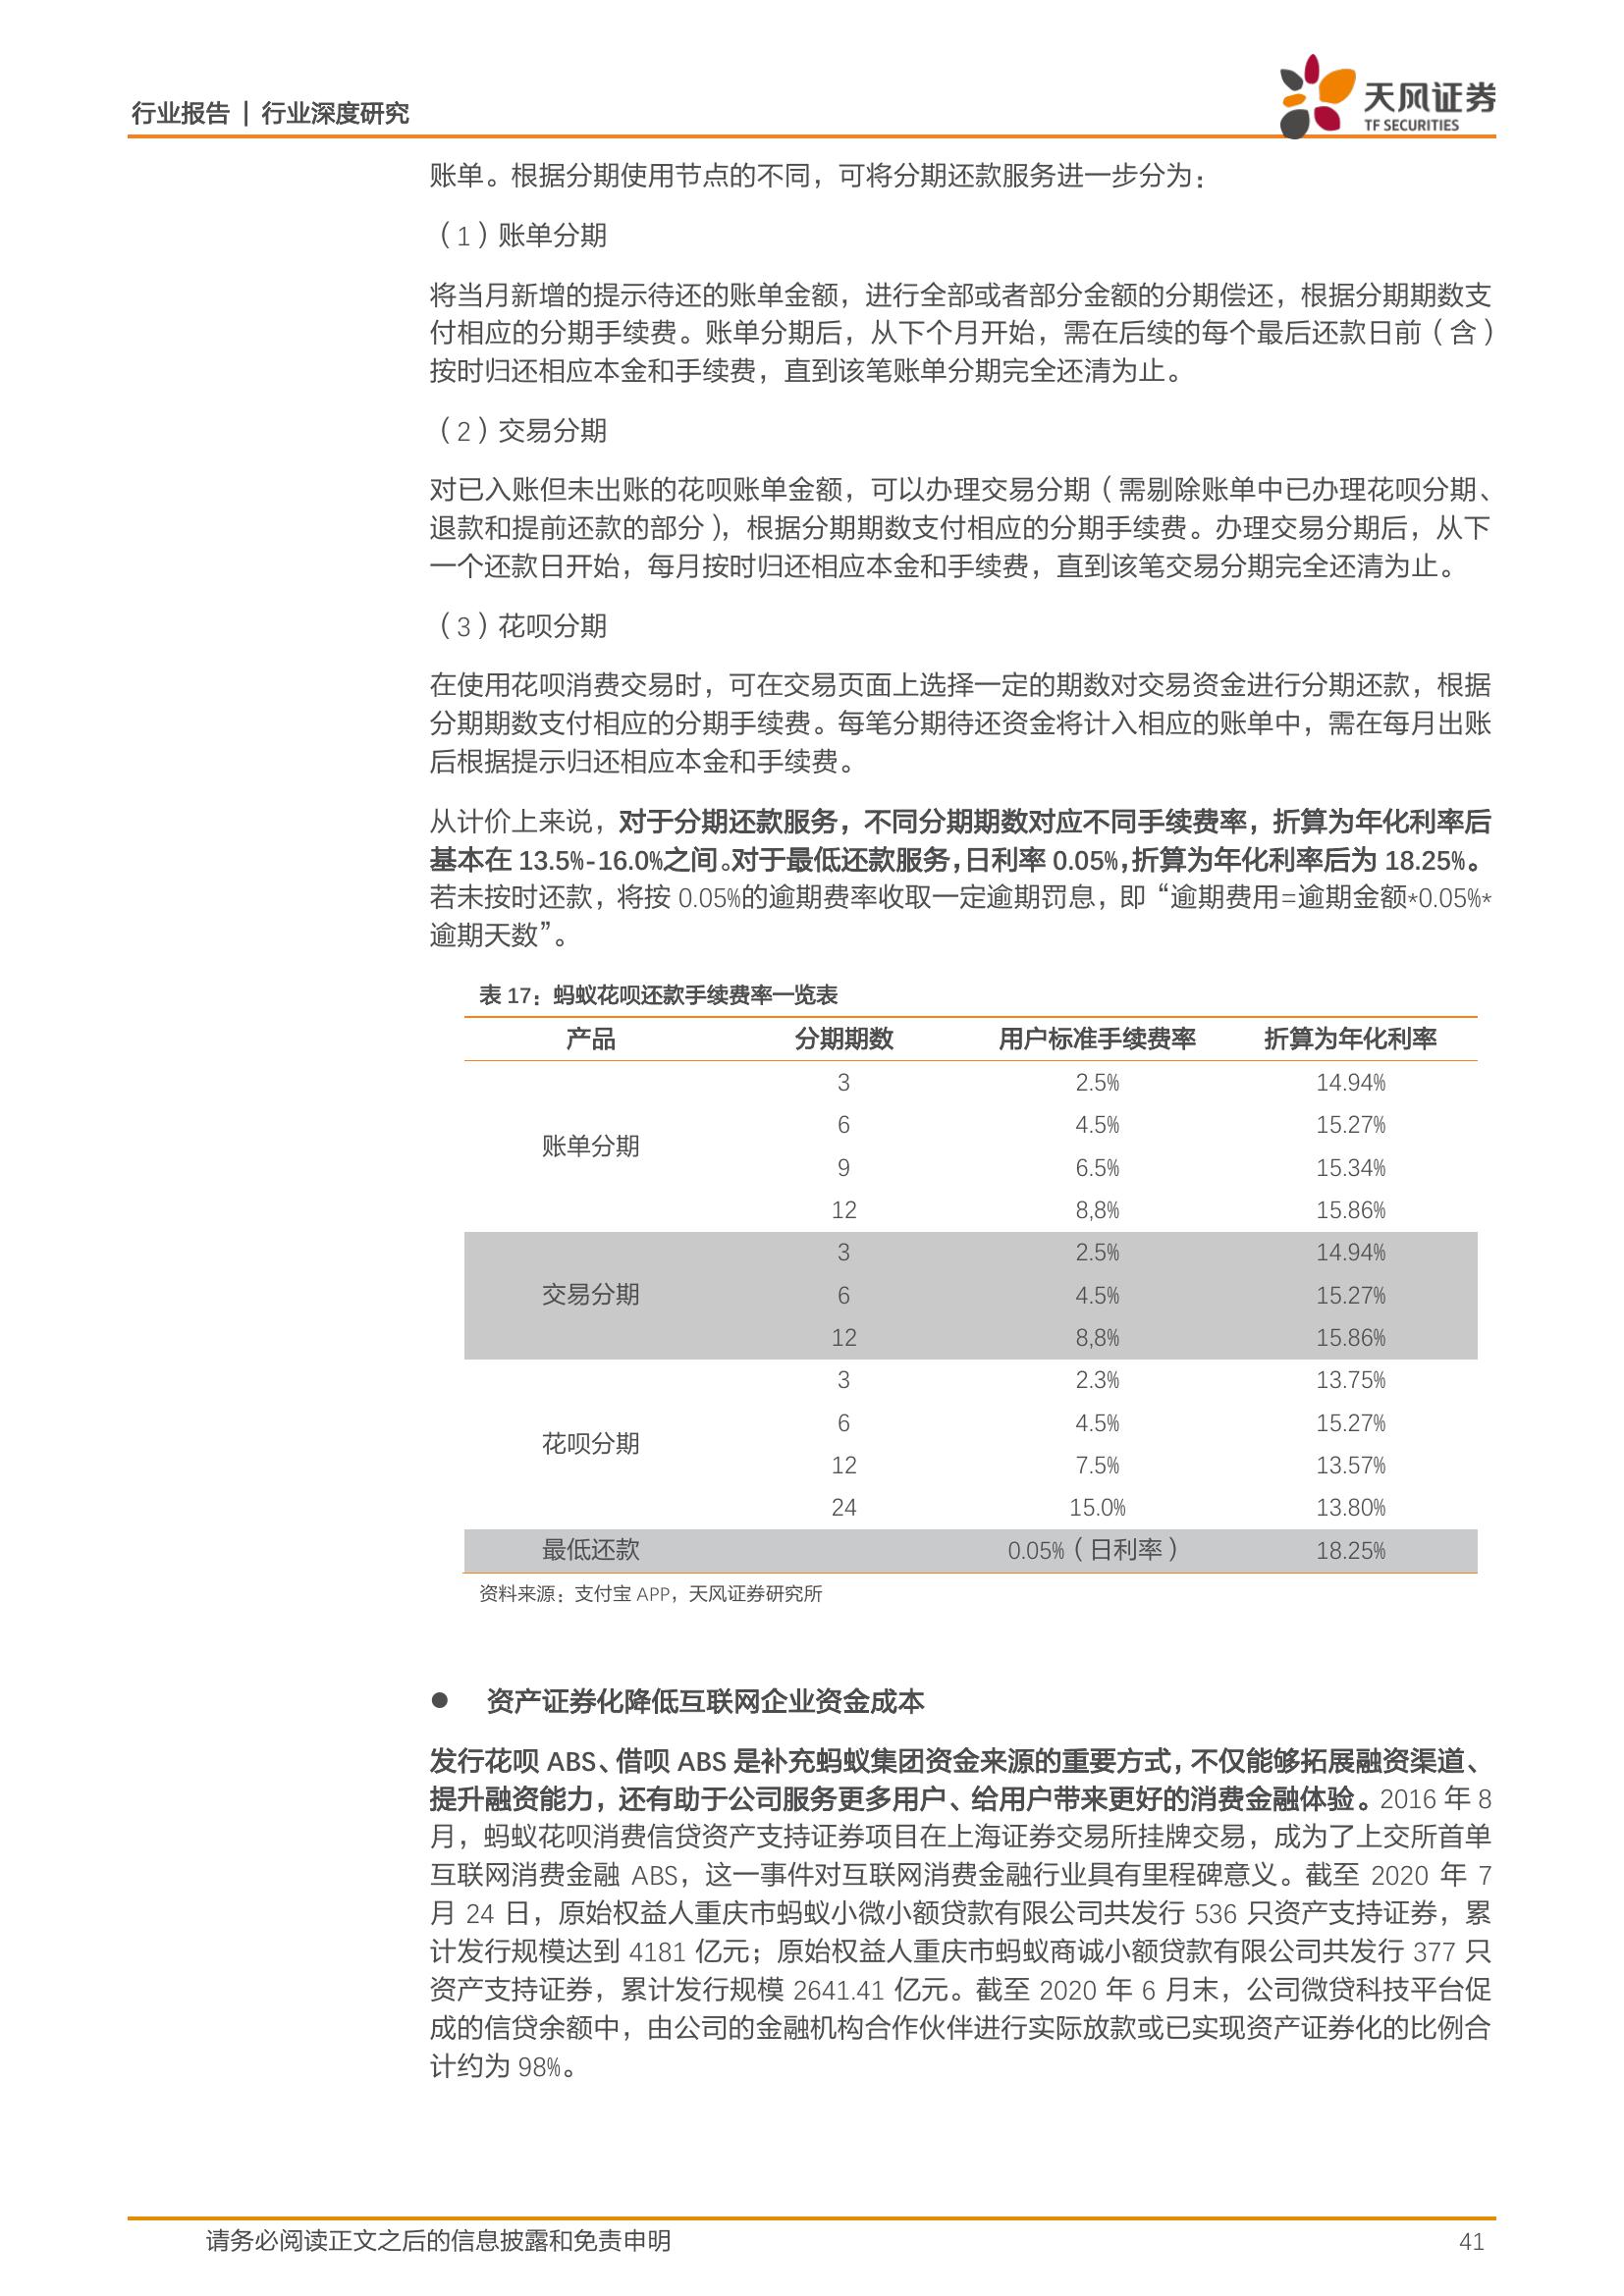 行业报告 | 行业深度研究
天风证券
TF SECURITIES
账单。根据分期使用节点的不同，可将分期还款服务进一步分为：
（1）账单分期
将当月新增的提示待还的账单金额，进行全部或者部分金额的分期偿还，根据分期期数支
付相应的分期手续费。账单分期后，从下个月开始，需在后续的每个最后还款日前（含）
按时归还相应本金和手续费，直到该笔账单分期完全还清为止。
（2）交易分期
对已入账但未出账的花呗账单金额，可以办理交易分期（需剔除账单中已办理花呗分期、
退款和提前还款的部分），根据分期期数支付相应的分期手续费。办理交易分期后，从下
一个还款日开始，每月按时归还相应本金和手续费，直到该笔交易分期完全还清为止。
（3）花呗分期
在使用花呗消费交易时，可在交易页面上选择一定的期数对交易资金进行分期还款，根据
分期期数支付相应的分期手续费。每笔分期待还资金将计入相应的账单中，需在每月出账
后根据提示归还相应本金和手续费。
从计价上来说，对于分期还款服务，不同分期期数对应不同手续费率，折算为年化利率后
基本在 13.5%-16.0%之间。对于最低还款服务，日利率 0.05%，折算为年化利率后为 18.25%。
若未按时还款，将按 0.05%的逾期费率收取一定逾期罚息，即“逾期费用=逾期金额*0.05%*
逾期天数”。
表 17：蚂蚁花呗还款手续费率一览表
产品 分期期数 用户标准手续费率 折算为年化利率
账单分期
3 2.5% 14.94%
6 4.5% 15.27%
9 6.5% 15.34%
12 8,8% 15.86%
交易分期
3 2.5% 14.94%
6 4.5% 15.27%
12 8,8% 15.86%
花呗分期
3 2.3% 13.75%
6 4.5% 15.27%
12 7.5% 13.57%
24 15.0% 13.80%
最低还款 0.05%（日利率） 18.25%
资料来源：支付宝 APP，天风证券研究所
● 资产证券化降低互联网企业资金成本
发行花呗 ABS、借呗 ABS 是补充蚂蚁集团资金来源的重要方式，不仅能够拓展融资渠道、
提升融资能力，还有助于公司服务更多用户、给用户带来更好的消费金融体验。2016 年 8
月，蚂蚁花呗消费信贷资产支持证券项目在上海证券交易所挂牌交易，成为了上交所首单
互联网消费金融 ABS，这一事件对互联网消费金融行业具有里程碑意义。截至 2020 年 7
月 24 日，原始权益人重庆市蚂蚁小微小额贷款有限公司共发行 536 只资产支持证券，累
计发行规模达到 4181 亿元；原始权益人重庆市蚂蚁商诚小额贷款有限公司共发行 377 只
资产支持证券，累计发行规模 2641.41 亿元。截至 2020 年 6 月末，公司微贷科技平台促
成的信贷余额中，由公司的金融机构合作伙伴进行实际放款或已实现资产证券化的比例合
计约为 98%。
请务必阅读正文之后的信息披露和免责申明
41